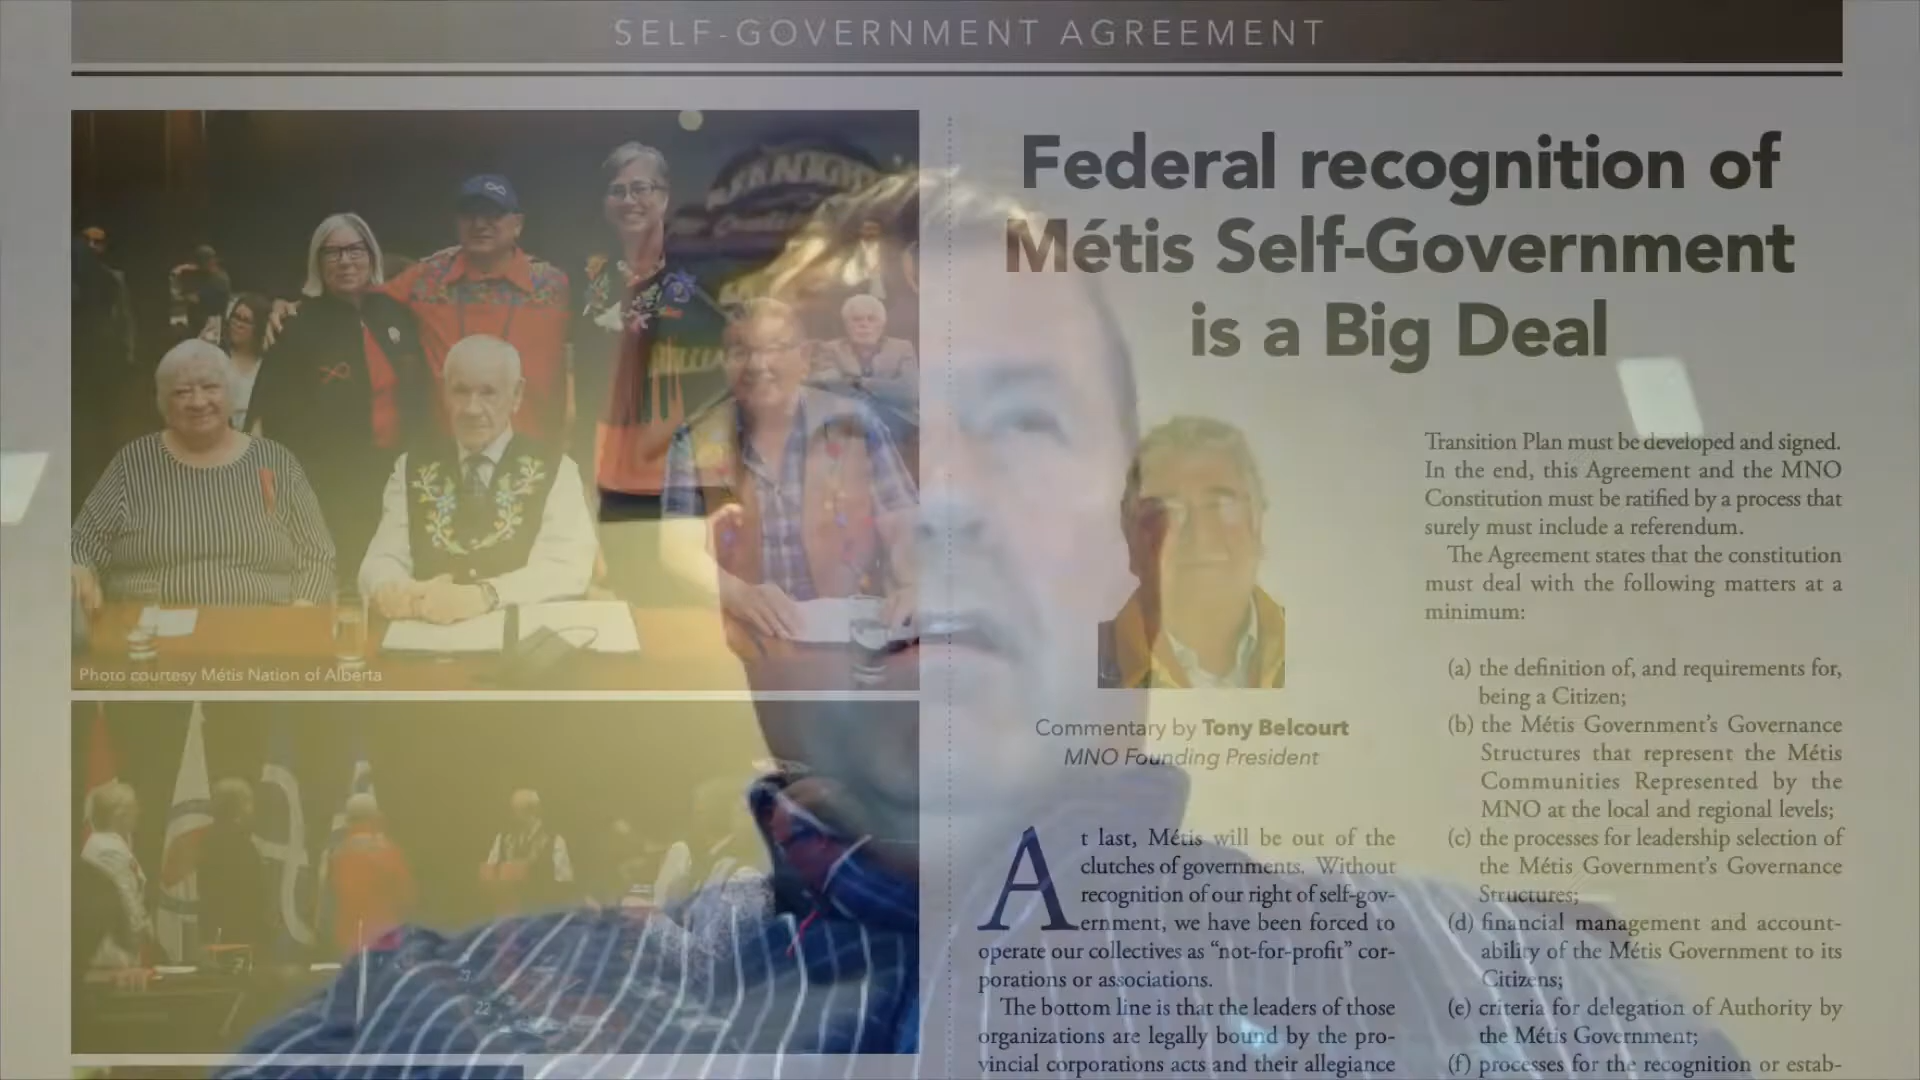 SELF-GOVERNMENT AGREEMENT
Federal recognition of
Métis Self-Government
is a Big Deal
Photo courtesy Métis Nation of Alberta
Commentary by Tony Belcourt
MNO Founding President
At last, Métis will be out of the
clutches of governments. Without
recognition of our right of self-gov-
ernment, we have been forced to
operate our collectives as “not-for-profit” cor-
porations or associations.
The bottom line is that the leaders of those
organizations are legally bound by the pro-
vincial corporations acts and their allegiance
Transition Plan must be developed and signed.
In the end, this Agreement and the MNO
Constitution must be ratified by a process that
surely must include a referendum.
The Agreement states that the constitution
must deal with the following matters at a
minimum:
(a) the definition of, and requirements for,
being a Citizen;
(b) the Métis Government’s Governance
Structures that represent the Métis
Communities Represented by the
MNO at the local and regional levels;
(c) the processes for leadership selection of
the Métis Government’s Governance
Structures;
(d) financial management and account-
ability of the Métis Government to its
Citizens;
(e) criteria for delegation of Authority by
the Métis Government;
(f) processes for the recognition or estab-